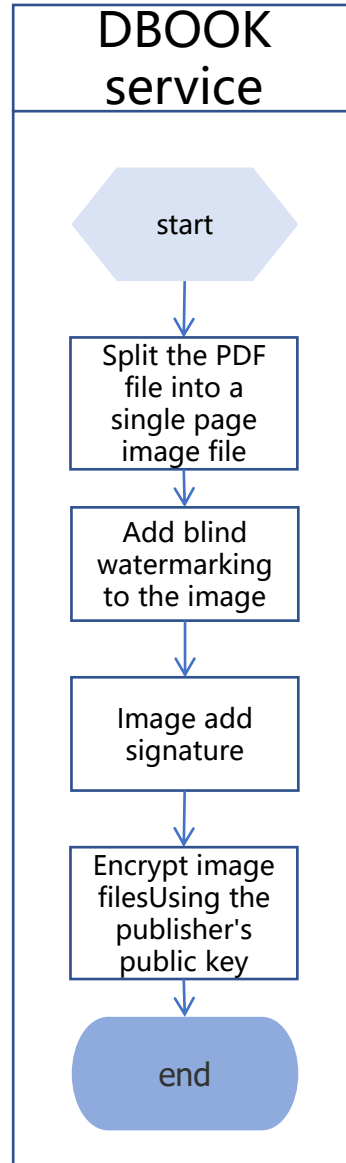 DBOOK
service
start
Split the PDF
file into a
single page
image file
Add blind
watermarking
to the image
Image add
signature
Encrypt image
filesUsing the
publisher's
public key
end